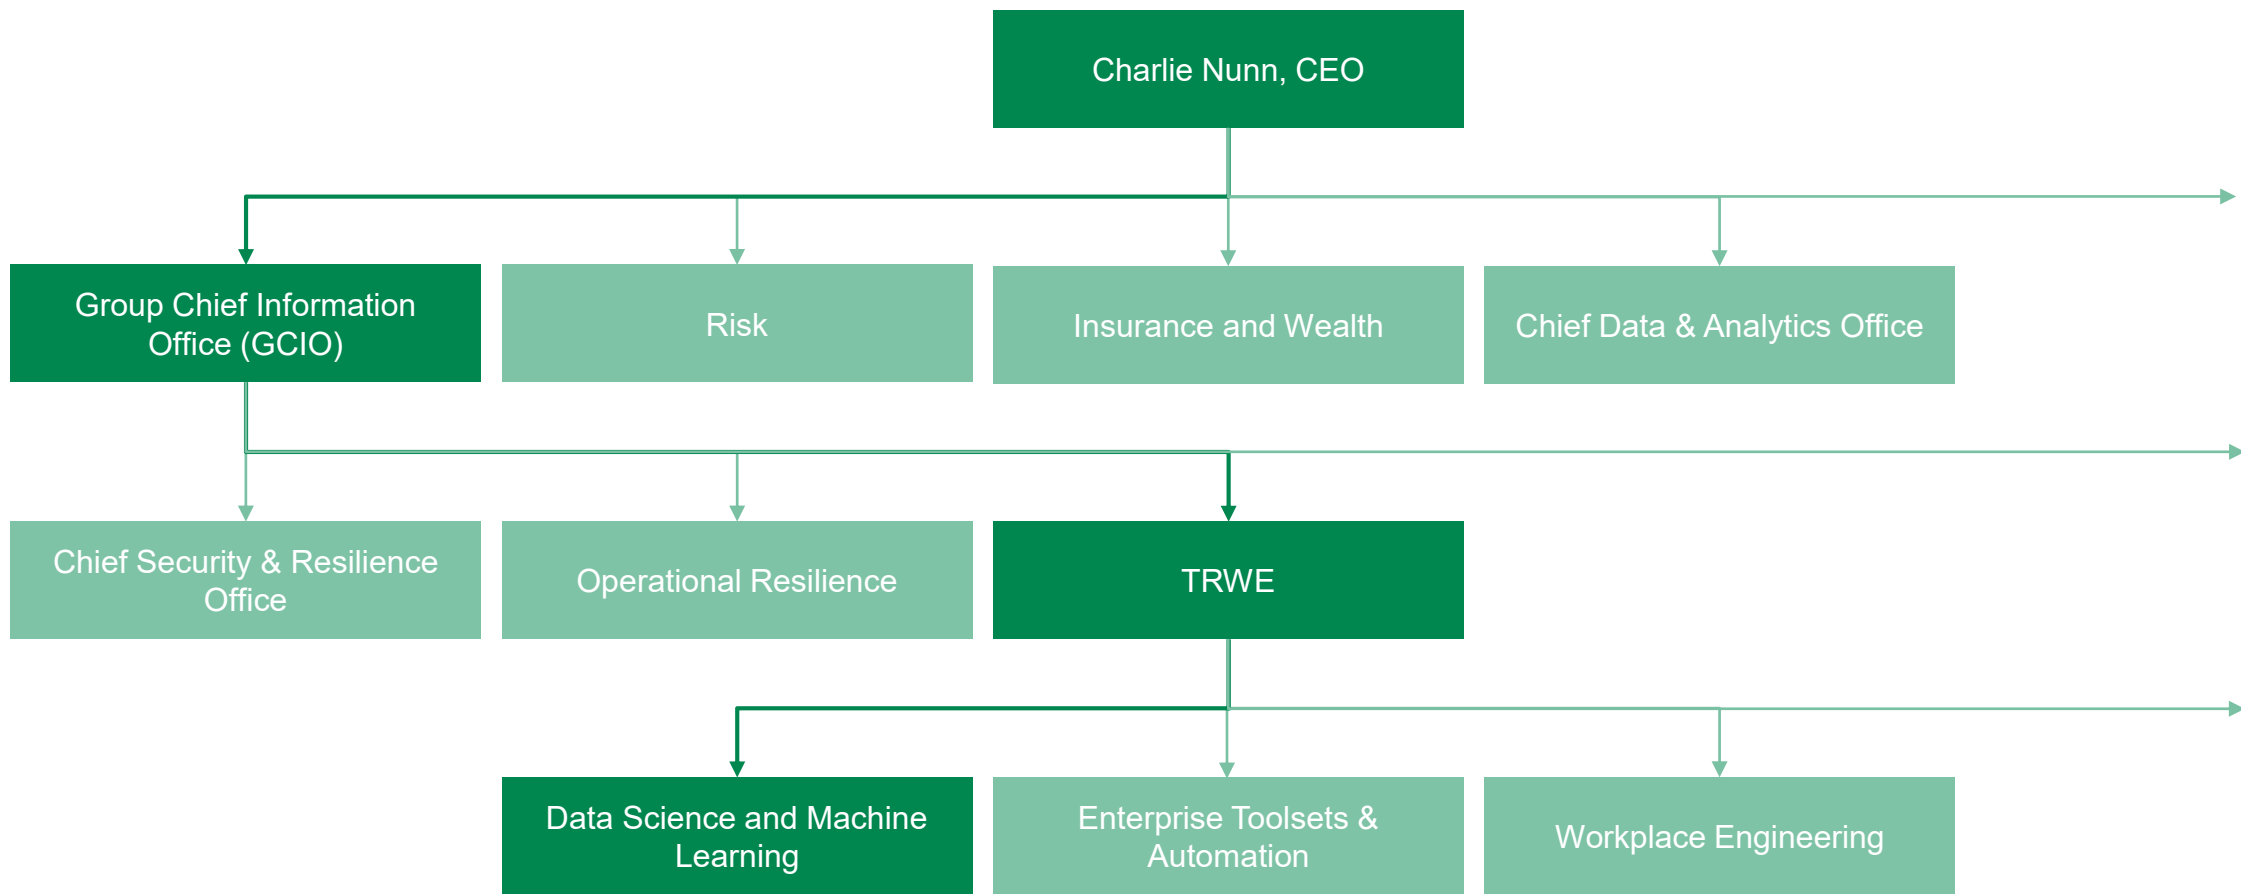 Charlie Nunn, CEO
Group Chief Information
Office (GCIO)
Risk
Insurance and Wealth
Chief Data & Analytics Office
Chief Security & Resilience
Office
Operational Resilience
TRWE
Data Science and Machine
Learning
Enterprise Toolsets &
Automation
Workplace Engineering